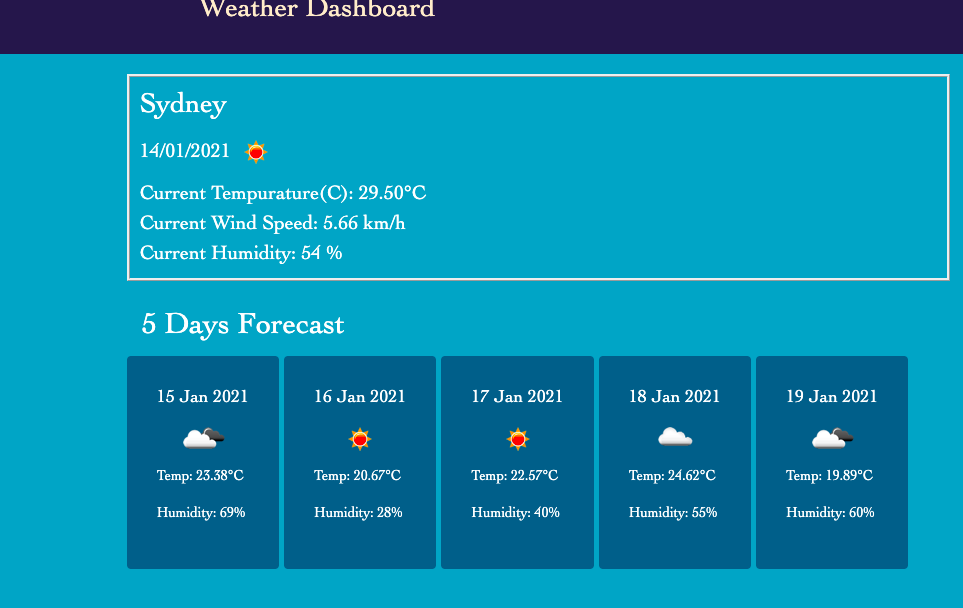 Weather Dashboard
Sydney
14/01/2021
Current Tempurature(C): 29.50°C
Current Wind Speed: 5.66 km/h
Current Humidity: 54 %
5 Days Forecast
15 Jan 2021
Temp: 23.38°C
Humidity: 69%
16 Jan 2021
Temp: 20.67°C
Humidity: 28%
17 Jan 2021
Temp: 22.57°C
Humidity: 40%
18 Jan 2021
Temp: 24.62°C
Humidity: 55%
19 Jan 2021
Temp: 19.89°C
Humidity: 60%